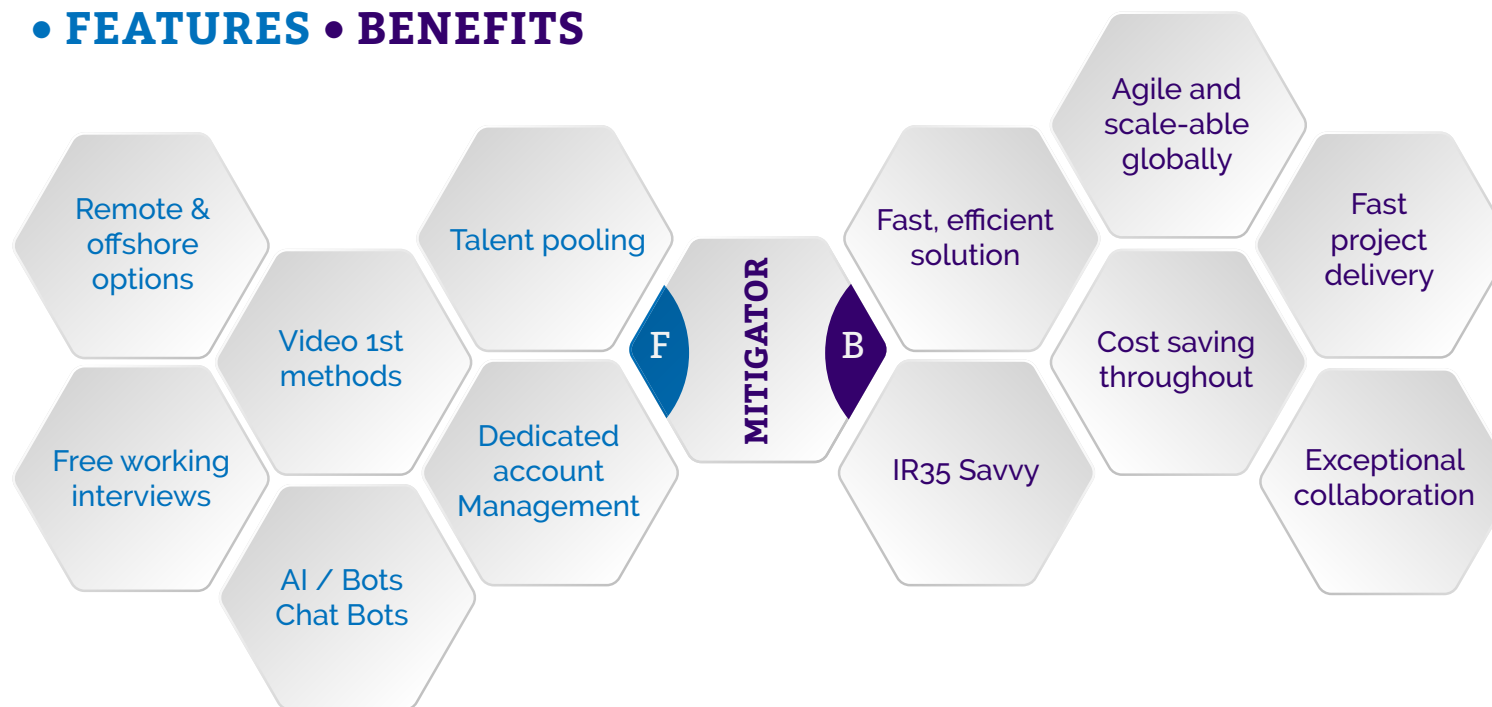 • FEATURES • BENEFITS
Remote &
offshore
options
Free working
interviews
Video 1st
methods
AI / Bots
Chat Bots
Talent pooling
Dedicated
account
Management
F
MITIGATOR
B
Fast, efficient
solution
IR35 Savvy
Agile and
scale-able
globally
Cost saving
throughout
Fast
project
delivery
Exceptional
collaboration